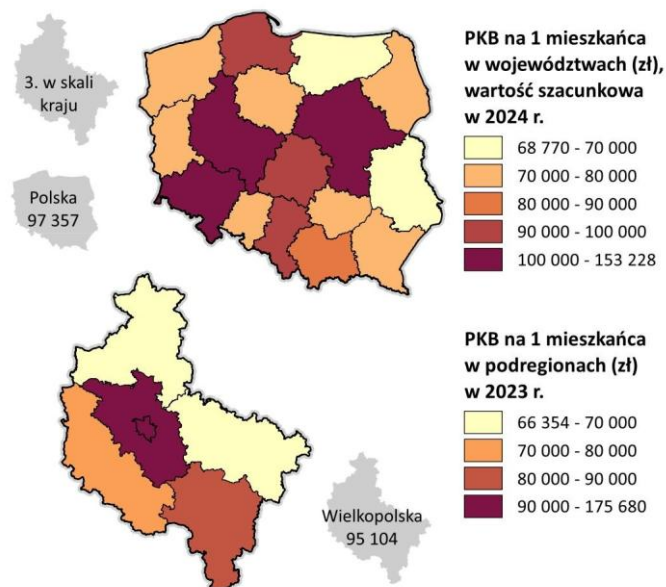 3. w skali
kraju
Polska
97 357
PKB na 1 mieszkańca
w województwach (zł),
wartość szacunkowa
w 2024 r.
68 770 - 70 000
70 000 - 80 000
80 000 - 90 000
90 000 - 100 000
100 000 - 153 228
PKB na 1 mieszkańca
w podregionach (zł)
w 2023 r.
66 354 - 70 000
70 000 - 80 000
80 000 - 90 000
90 000 - 175 680
Wielkopolska
95 104